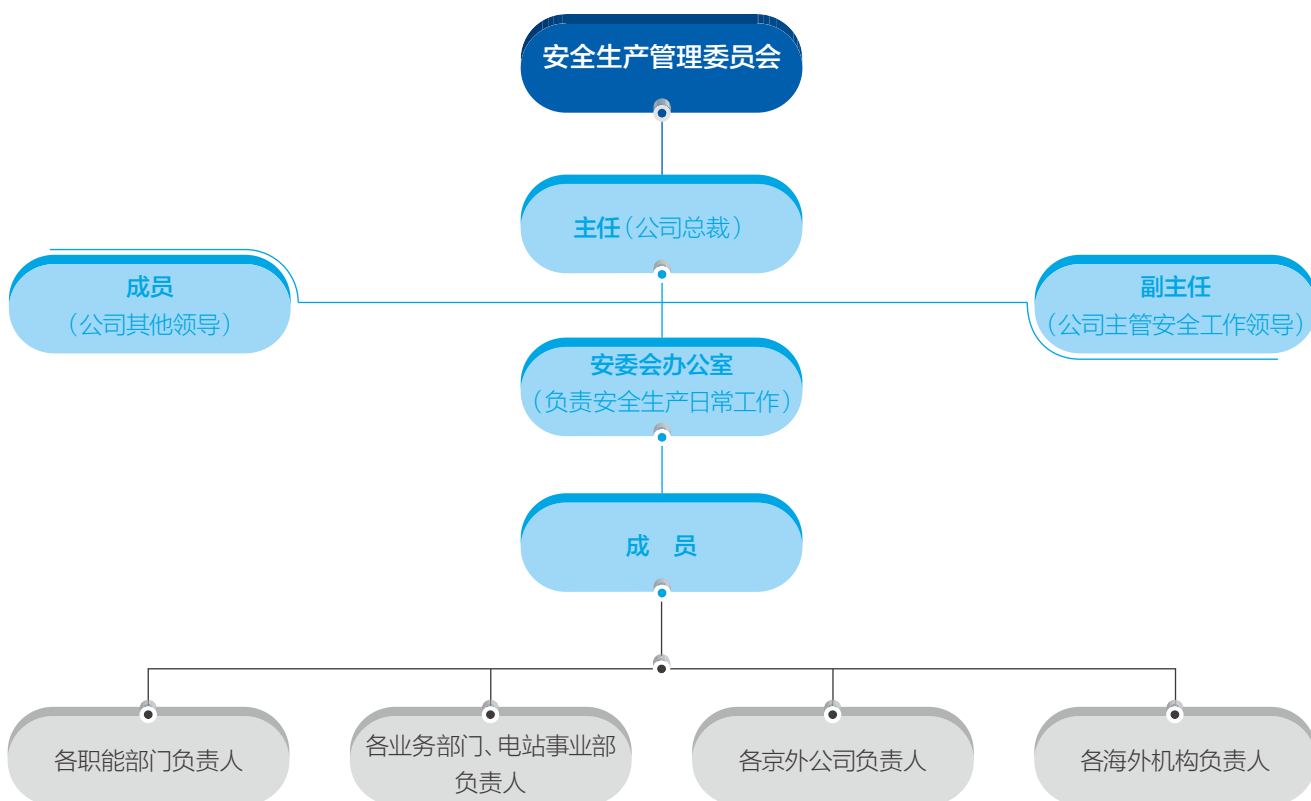 安全生产管理委员会
主任（公司总裁）
成员
（公司其他领导）
副主任
（公司主管安全工作领导）
安委会办公室
（负责安全生产日常工作）
成 员
各职能部门负责人
各业务部门、电站事业部
负责人
各京外公司负责人
各海外机构负责人